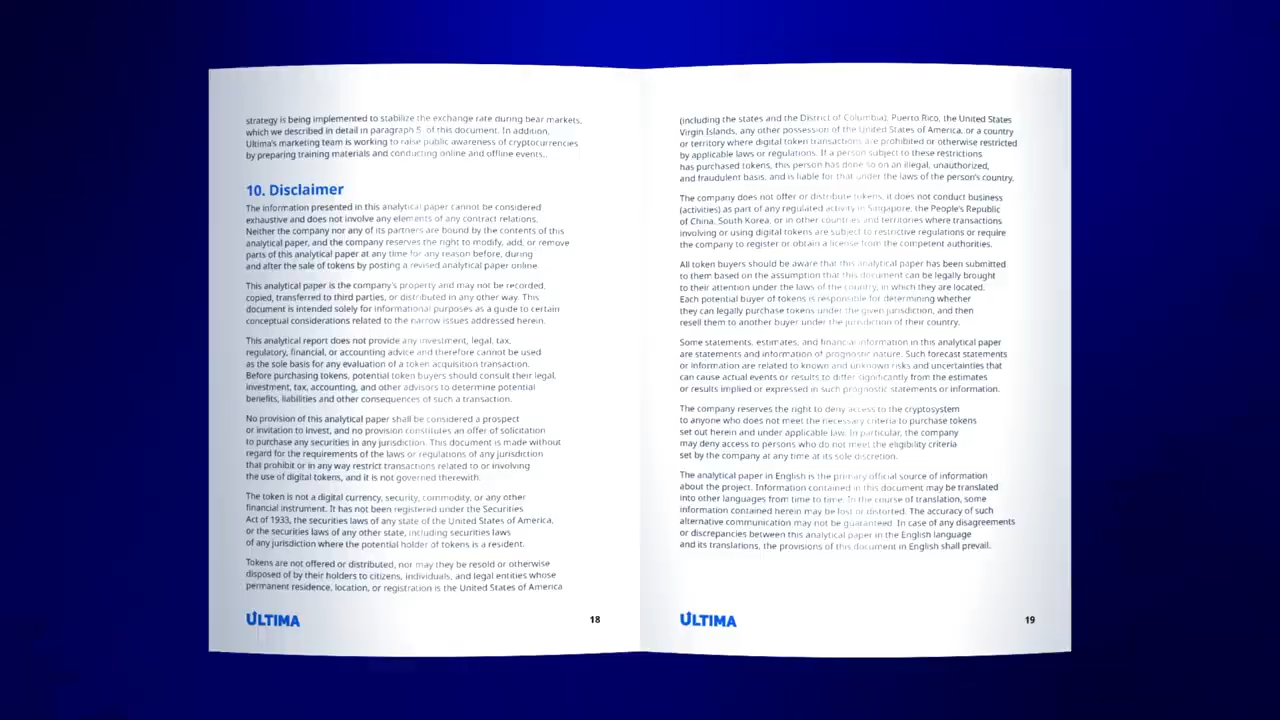 strategy is being implemented to stabilize the exchange rate during bear markets,
which we described in detail in paragraph 5. of this document. In addition,
Ultima's marketing team is working to raise public awareness of cryptocurrencies
by preparing training materials and conducting online and offline events..
10. Disclaimer
The information presented in this analytical paper cannot be considered
exhaustive and does not involve any elements of any contract relations.
Neither the company nor any of its partners are bound by the contents of this
analytical paper, and the company reserves the right to modify, add, or remove
parts of this analytical paper at any time for any reason before, during
and after the sale of tokens by posting a revised analytical paper online.
This analytical paper is the company's property and may not be recorded,
copied, transferred to third parties, or distributed in any other way. This
document is intended solely for informational purposes as a guide to certain
conceptual considerations related to the narrow issues addressed herein.
This analytical report does not provide any investment, legal, tax,
regulatory, financial, or accounting advice and therefore cannot be used
as the sole basis for any evaluation of a token acquisition transaction.
Before purchasing tokens, potential token buyers should consult their legal,
investment, tax, accounting, and other advisors to determine potential
benefits, liabilities and other consequences of such a transaction.
No provision of this analytical paper shall be considered a prospect
or invitation to invest, and no provision constitutes an offer of solicitation
to purchase any securities in any jurisdiction. This document is made without
regard for the requirements of the laws or regulations of any jurisdiction
that prohibit or in any way restrict transactions related to or involving
the use of digital tokens, and it is not governed therewith.
The token is not a digital currency, security, commodity, or any other
financial instrument. It has not been registered under the Securities
Act of 1933, the securities laws of any state of the United States of America,
or the securities laws of any other state, including securities laws
of any jurisdiction where the potential holder of tokens is a resident.
Tokens are not offered or distributed, nor may they be resold or otherwise
disposed of by their holders to citizens, individuals, and legal entities whose
permanent residence, location, or registration is the United States of America
ULTIMA
18
(including the states and the District of Columbia), Puerto Rico, the United States
Virgin Islands, any other possession of the United States of America, or a country
or territory where digital token transactions are prohibited or otherwise restricted
by applicable laws or regulations. If a person subject to these restrictions
has purchased tokens, this person has done so on an illegal, unauthorized,
and fraudulent basis, and is liable for that under the laws of the person's country.
The company does not offer or distribute tokens, it does not conduct business
(activities) as part of any regulated activity in Singapore, the People's Republic
of China, South Korea, or in other countries and territories where transactions
involving or using digital tokens are subject to restrictive regulations or require
the company to register or obtain a license from the competent authorities.
All token buyers should be aware that this analytical paper has been submitted
to them based on the assumption that this document can be legally brought
to their attention under the laws of the country, in which they are located.
Each potential buyer of tokens is responsible for determining whether
they can legally purchase tokens under the given jurisdiction, and then
resell them to another buyer under the jurisdiction of their country.
Some statements, estimates, and financial information in this analytical paper
are statements and information of prognostic nature. Such forecast statements
or information are related to known and unknown risks and uncertainties that
can cause actual events or results to differ significantly from the estimates
or results implied or expressed in such prognostic statements or information.
The company reserves the right to deny access to the cryptosystem
to anyone who does not meet the necessary criteria to purchase tokens
set out herein and under applicable law. In particular, the company
may deny access to persons who do not meet the eligibility criteria
set by the company at any time at its sole discretion.
The analytical paper in English is the primary official source of information
about the project. Information contained in this document may be translated
into other languages from time to time. In the course of translation, some
information contained herein may be lost or distorted. The accuracy of such
alternative communication may not be guaranteed. In case of any disagreements
or discrepancies between this analytical paper in the English language
and its translations, the provisions of this document in English shall prevail.
ULTIMA
19